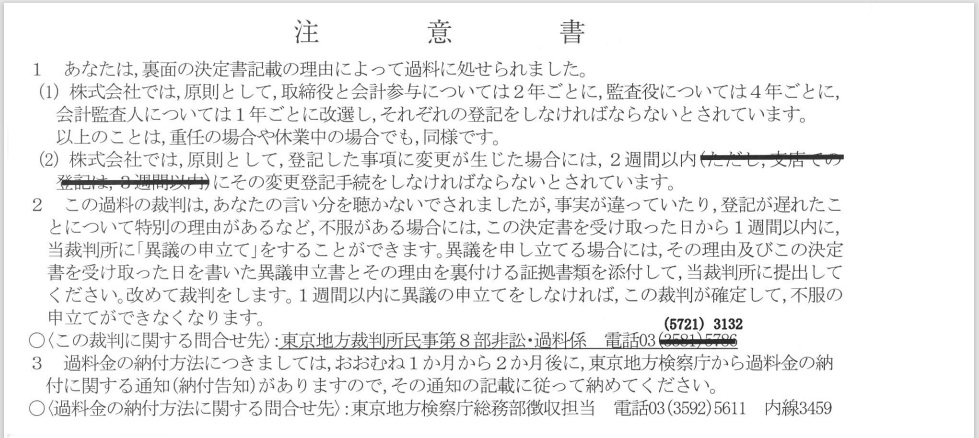 注意書
1 あなたは,裏面の決定書記載の理由によって過料に処せられました。
(1) 株式会社では,原則として,取締役と会計参与については2年ごとに,監査役については4年ごとに,
会計監査人については1年ごとに改選し,それぞれの登記をしなければならないとされています。
以上のことは,重任の場合や休業中の場合でも,同様です。
(2) 株式会社では,原則として,登記した事項に変更が生じた場合には,2週間以内(ただし,支店での
登記は,3週間以内)にその変更登記手続をしなければならないとされています。
2 この過料の裁判は,あなたの言い分を聴かないでされましたが,事実が違っていたり,登記が遅れたこ
とについて特別の理由があるなど,不服がある場合には,この決定書を受け取った日から1週間以内に,
当裁判所に「異議の申立て」をすることができます。異議を申し立てる場合には,その理由及びこの決定
書を受け取った日を書いた異議申立書とその理由を裏付ける証拠書類を添付して,当裁判所に提出して
ください。改めて裁判をします。1週間以内に異議の申立てをしなければ,この裁判が確定して,不服の
申立てができなくなります。
(5721) 3132
○〈この裁判に関する問合せ先〉:東京地方裁判所民事第8部非訟・過料係 電話03(3581)5786
3 過料金の納付方法につきましては,おおむね1か月から2か月後に,東京地方検察庁から過料金の納
付に関する通知(納付告知)がありますので,その通知の記載に従って納めてください。
○〈過料金の納付方法に関する問合せ先〉:東京地方検察庁総務部徴収担当 電話03(3592)5611 内線3459